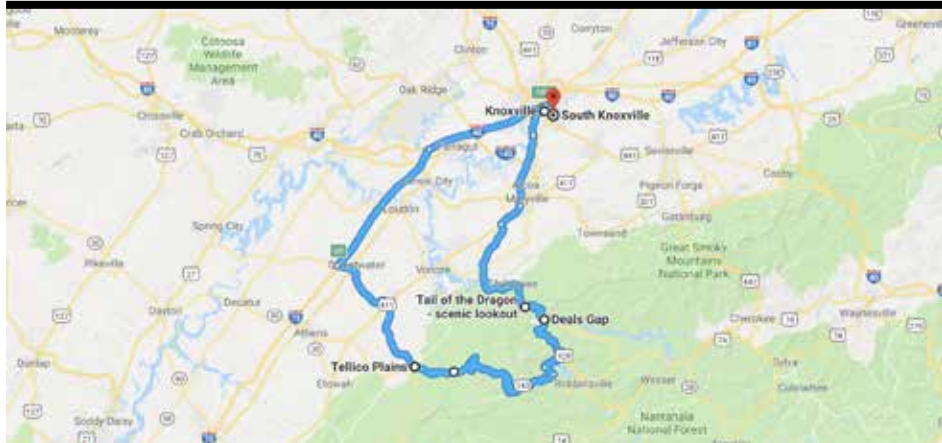 Monterey
Clinton
Corryton
Jefferson City
Greeneville
Catoosa
Wildlife
Management
Area
Oak Ridge
Crossville
Crab Orchard
Knoxville
South Knoxville
Farragut
Sevierville
Cosby
Alcoa
Maryville
Pigeon Forge
Loudon
Gatlinburg
Spring City
Townsend
Great Smoky
Mountains
National Park
Pikeville
Sweetwater
Vonore
Decatur
Tail of the Dragon
- scenic lookout
Deals Gap
Dayton
Athens
Cherokee
Waynesville
Tellico Plains
Dunlap
Etowah
Robbinsville
Sylva
Cullowhee
Soddy-Daisy
Nantahala
National Forest